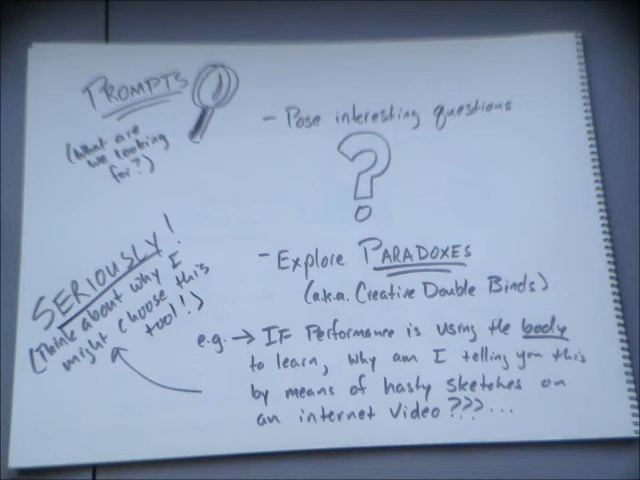 PROMPTS
(What are
we looking
for?)
- Pose interesting questions
?
- Explore PARADOXES
(a.k.a. Creative Double Binds)
SERIOUSLY!
(Think about why I
might choose this
tool!)
e.g. → IF Performance is using the body
to learn, why am I telling you this
by means of hasty sketches on
an internet video ???...